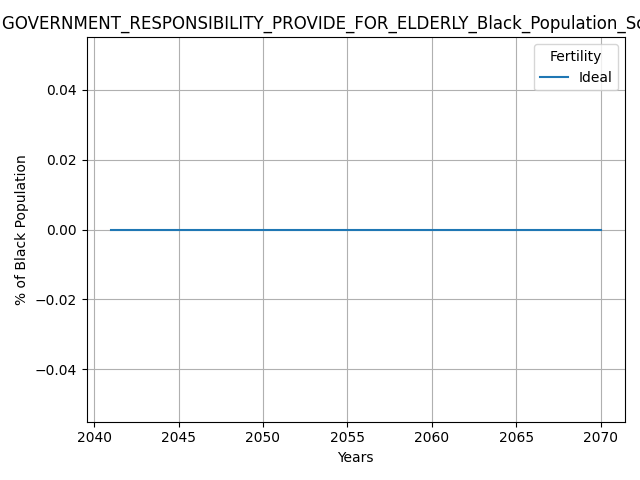 GOVERNMENT_RESPONSIBILITY_PROVIDE_FOR_ELDERLY_Black_Population_Sc
Fertility
Ideal
0.04
0.02
0.00
−0.02
−0.04
% of Black Population
2040 2045 2050 2055 2060 2065 2070
Years